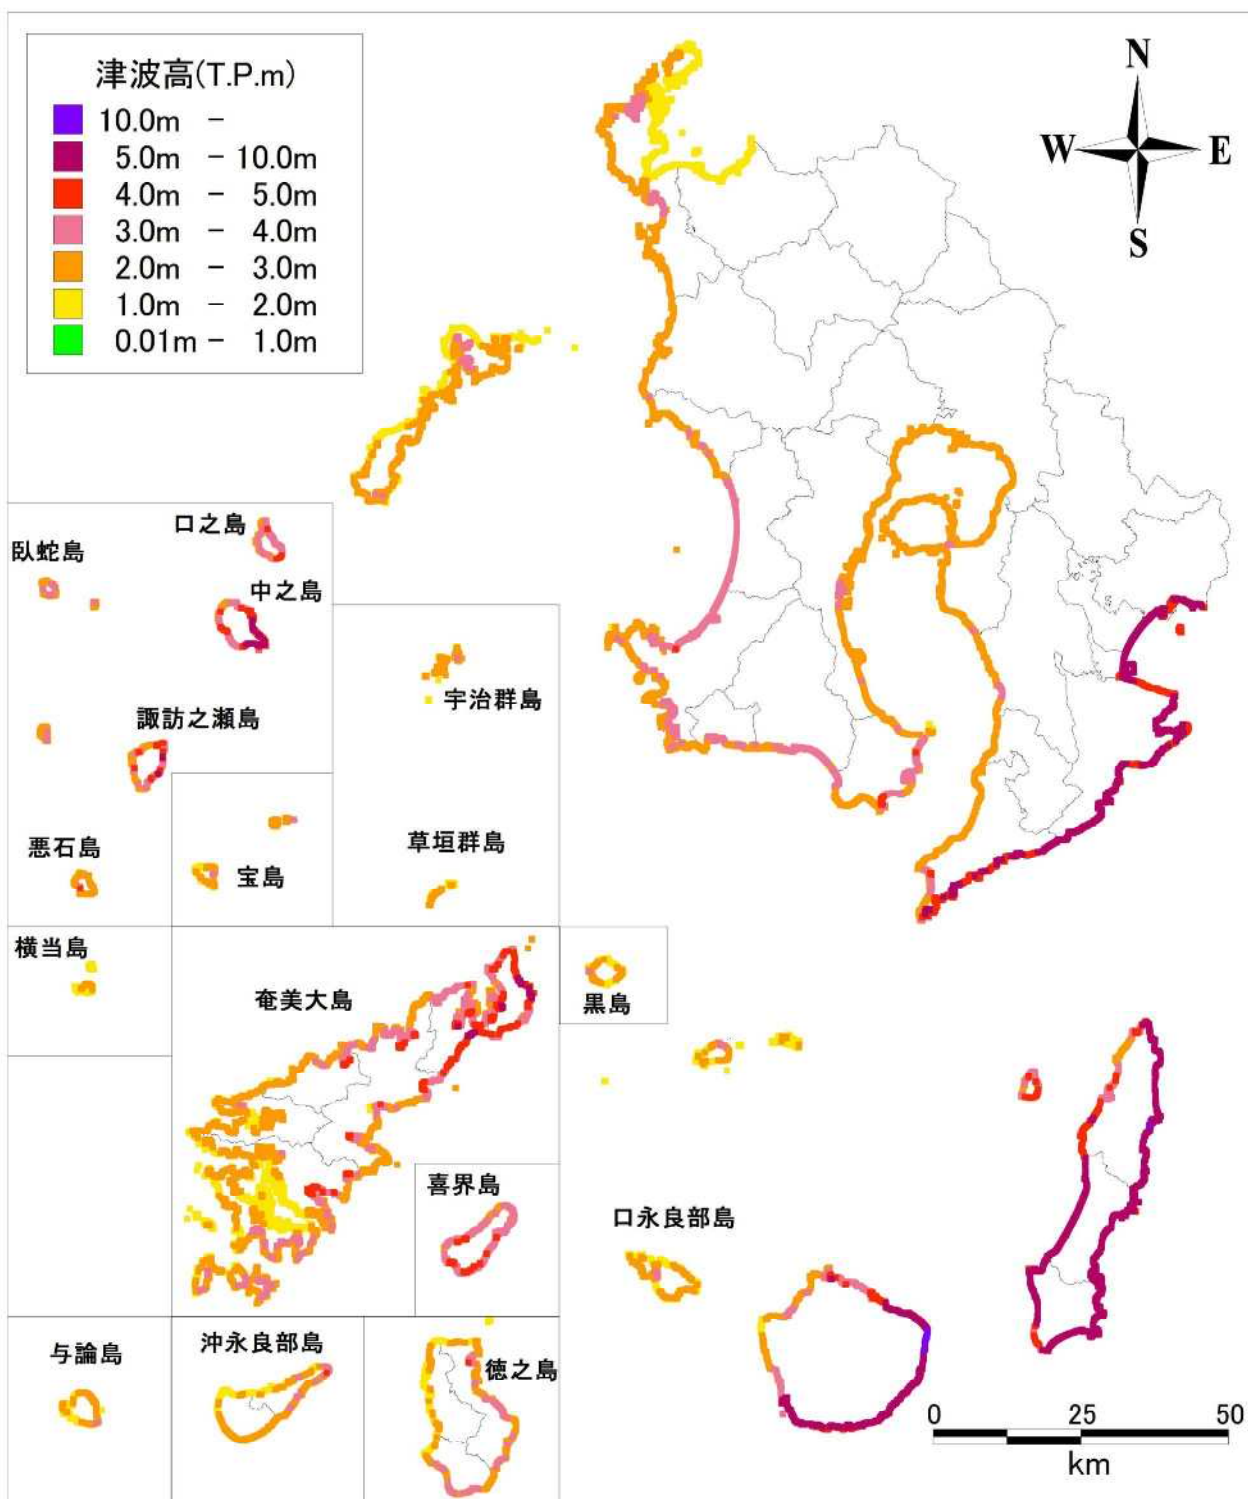 津波高(T.P.m)
10.0m －
5.0m － 10.0m
4.0m － 5.0m
3.0m － 4.0m
2.0m － 3.0m
1.0m － 2.0m
0.01m － 1.0m
N
W E
S
口之島
臥蛇島
中之島
宇治群島
諏訪之瀬島
草垣群島
悪石島
宝島
横当島
奄美大島
黒島
喜界島
口永良部島
与論島
沖永良部島
徳之島
0 25 50
km